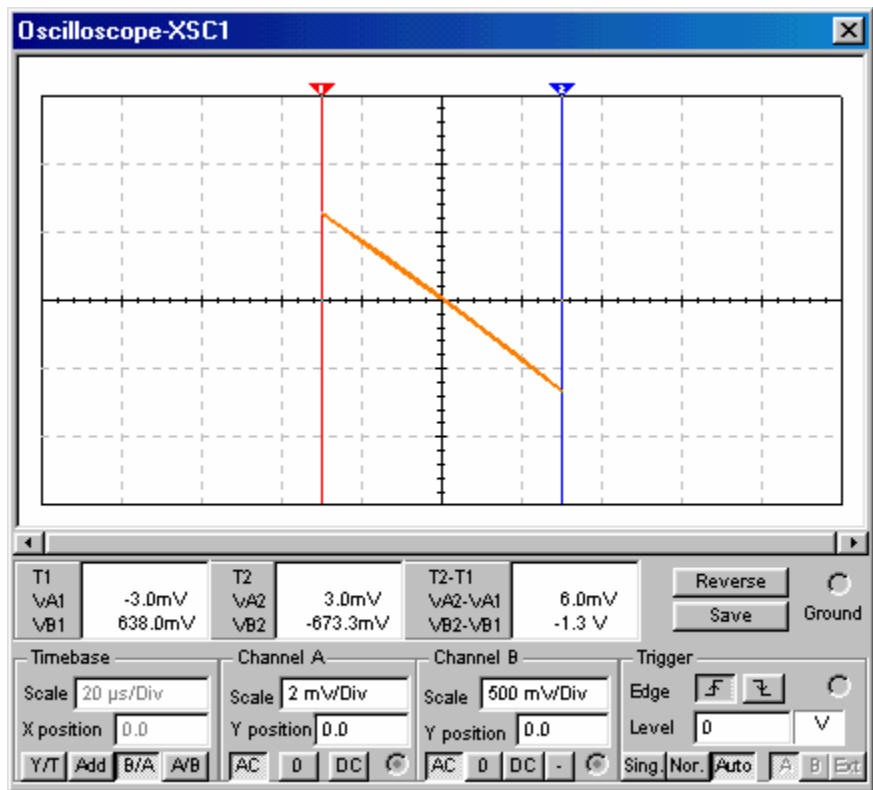 Oscilloscope-XSC1
1 2
T1 T2 T2-T1 Reverse
VA1 -3.0mV VA2 3.0mV VA2-VA1 6.0mV
VB1 638.0mV VB2 -673.3mV VB2-VB1 -1.3 V Save Ground
Timebase Channel A Channel B Trigger
Scale 20 µs/Div Scale 2 mV/Div Scale 500 mV/Div Edge
X position 0.0 Y position 0.0 Y position 0.0 Level 0 V
Y/T Add B/A A/B AC 0 DC AC 0 DC - Sing. Nor. Auto A B Ext